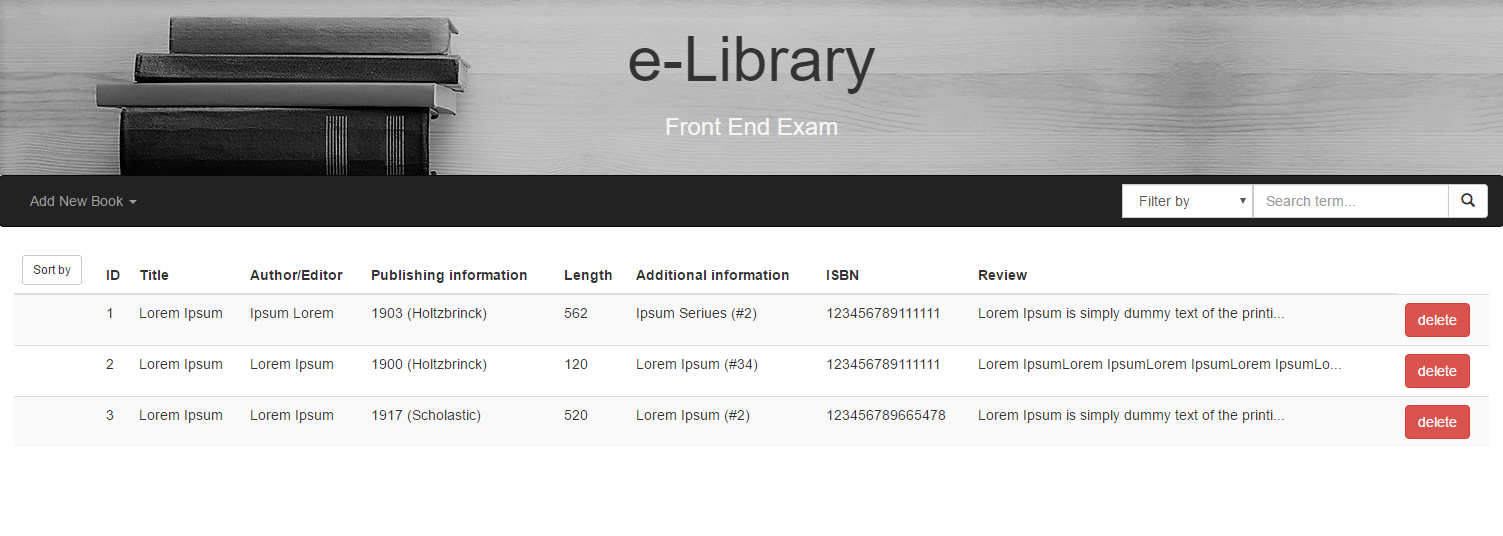 e-Library
Front End Exam
Add New Book
Filter by
Search term...
Sort by ID Title Author/Editor Publishing information Length Additional information ISBN Review
1 Lorem Ipsum Ipsum Lorem 1903 (Holtzbrinck) 562 Ipsum Seriues (#2) 123456789111111 Lorem Ipsum is simply dummy text of the printi... delete
2 Lorem Ipsum Lorem Ipsum 1900 (Holtzbrinck) 120 Lorem Ipsum (#34) 123456789111111 Lorem IpsumLorem IpsumLorem IpsumLorem IpsumLo... delete
3 Lorem Ipsum Lorem Ipsum 1917 (Scholastic) 520 Lorem Ipsum (#2) 123456789665478 Lorem Ipsum is simply dummy text of the printi... delete